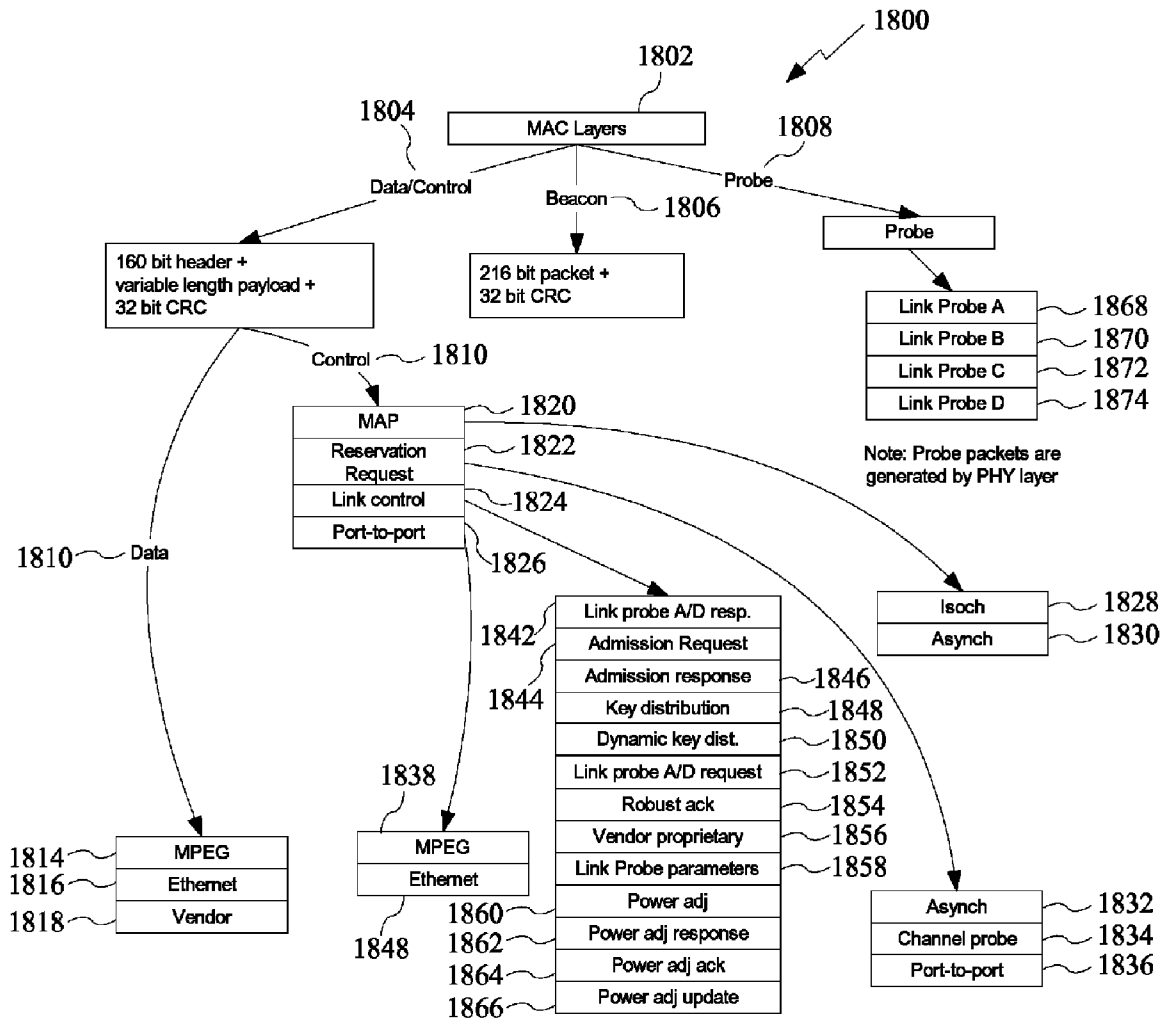 1800
1802
MAC Layers
1804
1808
Data/Control
Beacon
1806
Probe
160 bit header +
variable length payload +
32 bit CRC
216 bit packet +
32 bit CRC
Probe
Link Probe A
1868
Link Probe B
1870
Link Probe C
1872
Link Probe D
1874
Note: Probe packets are
generated by PHY layer
Control
1810
MAP
1820
Reservation
Request
1822
Link control
1824
Port-to-port
1826
1810
Data
Isoch
1828
Asynch
1830
1842
Link probe A/D resp.
1844
Admission Request
Admission response
1846
Key distribution
1848
Dynamic key dist.
1850
Link probe A/D request
1852
Robust ack
1854
Vendor proprietary
1856
Link Probe parameters
1858
1860
Power adj
1862
Power adj response
1864
Power adj ack
1866
Power adj update
1814
MPEG
1816
Ethernet
1818
Vendor
1838
MPEG
Ethernet
1848
Asynch
1832
Channel probe
1834
Port-to-port
1836